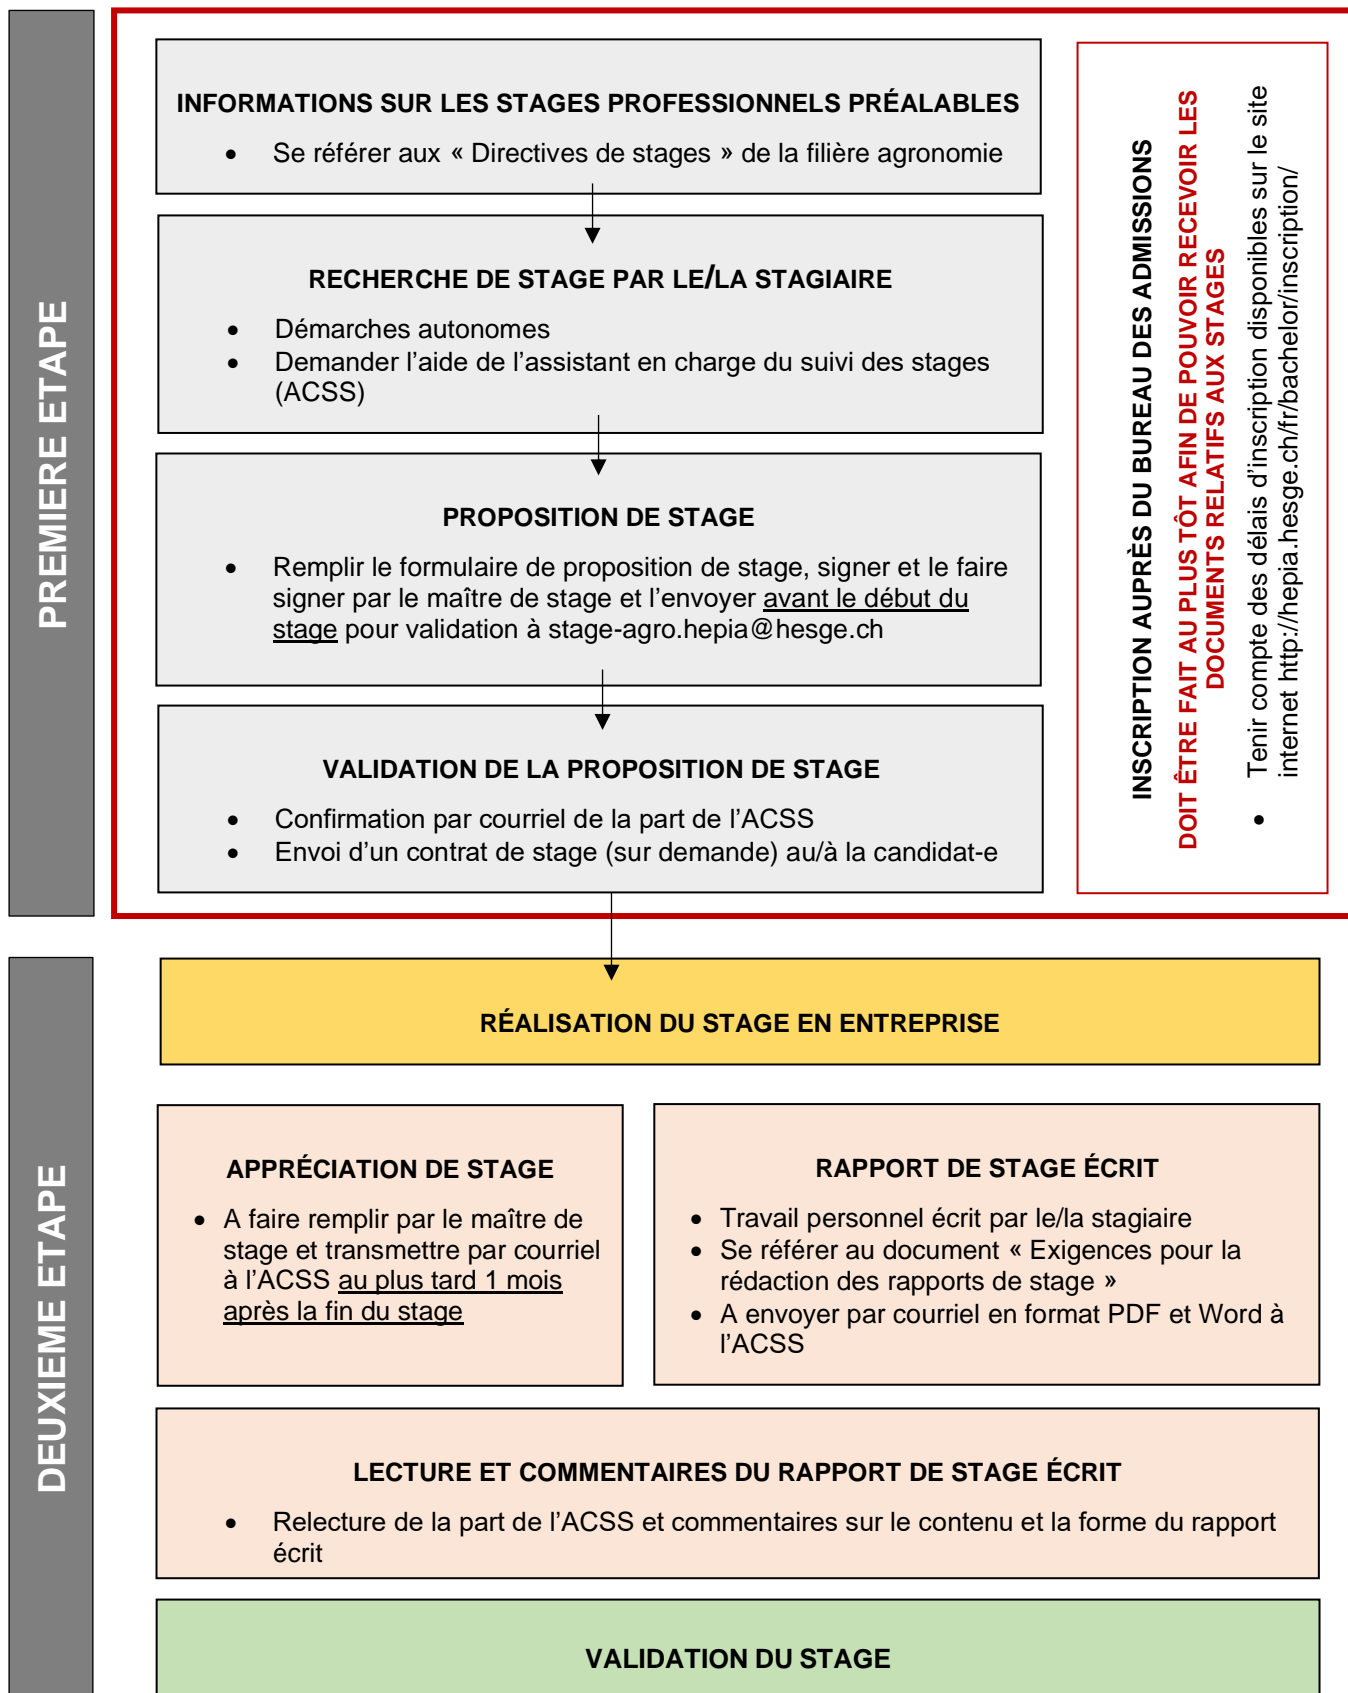 PREMIERE ETAPE
INFORMATIONS SUR LES STAGES PROFESSIONNELS PRÉALABLES
• Se référer aux « Directives de stages » de la filière agronomie
RECHERCHE DE STAGE PAR LE/LA STAGIAIRE
• Démarches autonomes
• Demander l’aide de l’assistant en charge du suivi des stages
(ACSS)
PROPOSITION DE STAGE
• Remplir le formulaire de proposition de stage, signer et le faire
signer par le maître de stage et l’envoyer avant le début du
stage pour validation à stage-agro.hepia@hesge.ch
VALIDATION DE LA PROPOSITION DE STAGE
• Confirmation par courriel de la part de l’ACSS
• Envoi d’un contrat de stage (sur demande) au/à la candidat-e
INSCRIPTION AUPRÈS DU BUREAU DES ADMISSIONS
DOIT ÊTRE FAIT AU PLUS TÔT AFIN DE POUVOIR RECEVOIR LES
DOCUMENTS RELATIFS AUX STAGES
• Tenir compte des délais d’inscription disponibles sur le site
internet http://hepia.hesge.ch/fr/bachelor/inscription/
DEUXIEME ETAPE
RÉALISATION DU STAGE EN ENTREPRISE
APPRÉCIATION DE STAGE
• A faire remplir par le maître de
stage et transmettre par courriel
à l’ACSS au plus tard 1 mois
après la fin du stage
RAPPORT DE STAGE ÉCRIT
• Travail personnel écrit par le/la stagiaire
• Se référer au document « Exigences pour la
rédaction des rapports de stage »
• A envoyer par courriel en format PDF et Word à
l’ACSS
LECTURE ET COMMENTAIRES DU RAPPORT DE STAGE ÉCRIT
• Relecture de la part de l’ACSS et commentaires sur le contenu et la forme du rapport
écrit
VALIDATION DU STAGE